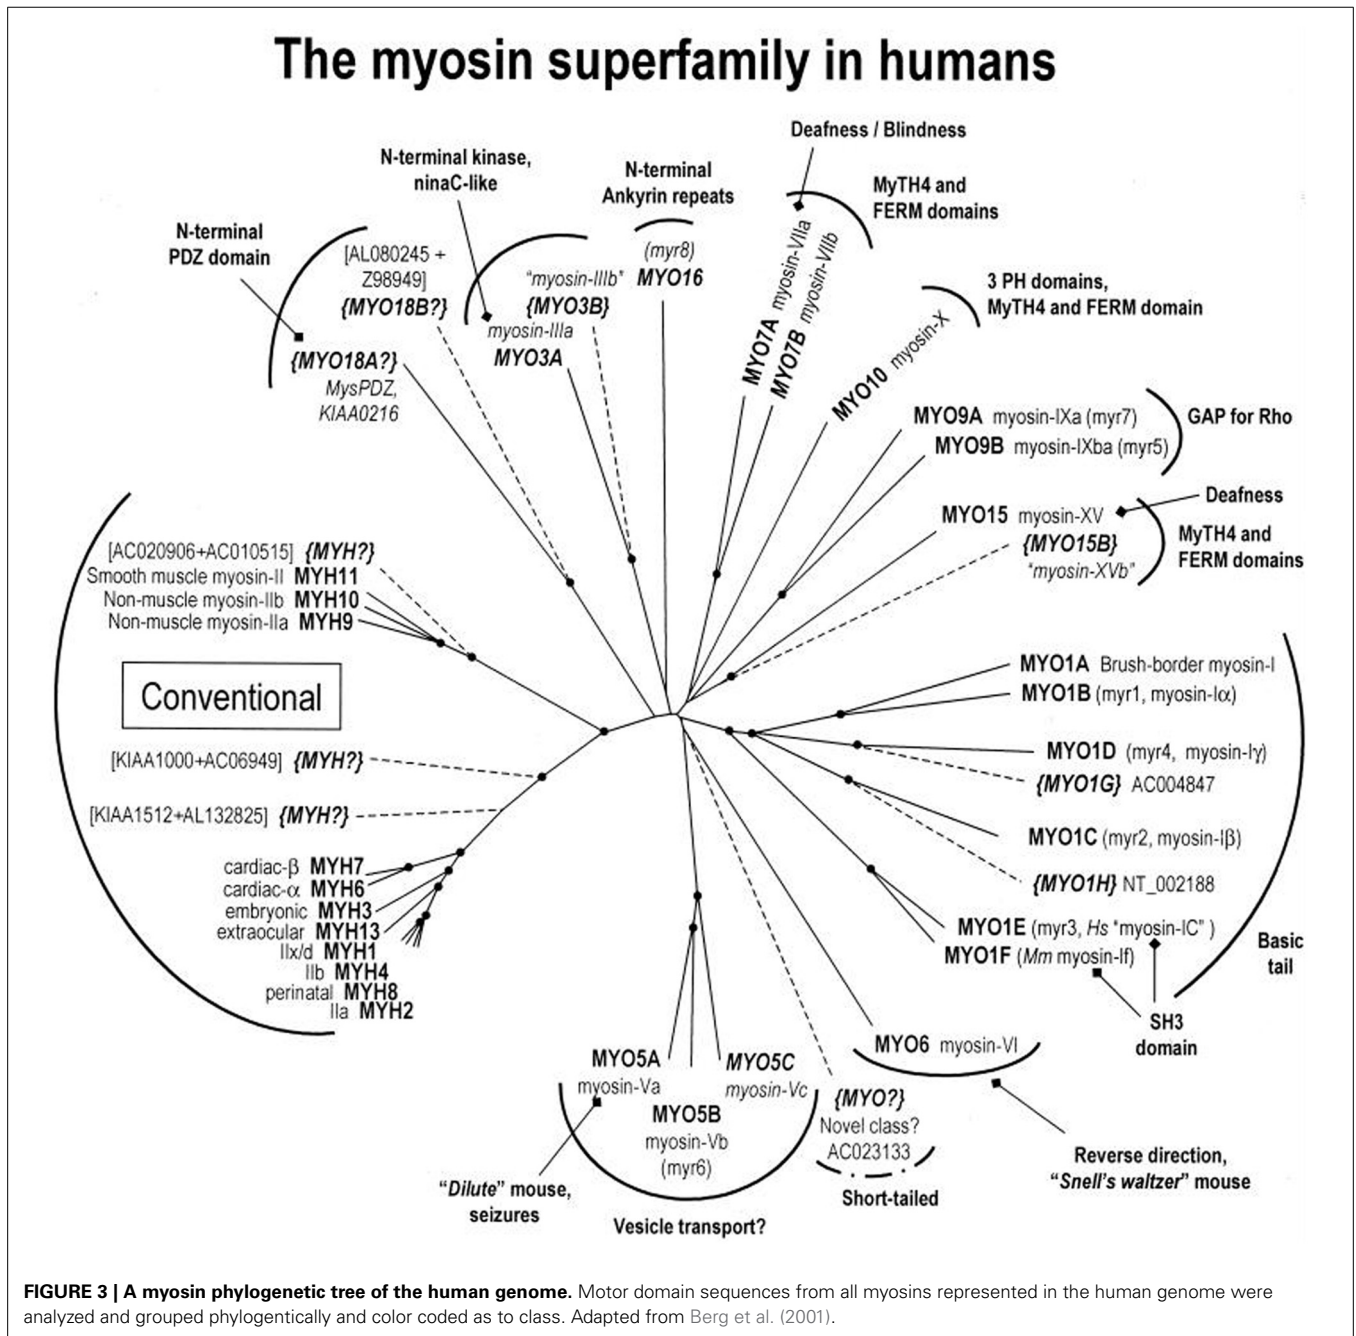 The myosin superfamily in humans
Deafness / Blindness
N-terminal kinase,
ninaC-like
N-terminal
Ankyrin repeats
MyTH4 and
FERM domains
N-terminal
PDZ domain
[AL080245 +
Z98949]
{MYO18B?}
"myosin-IIIb"
{MYO3B}
myosin-IIIa
MYO3A
(myr8)
MYO16
MYO7A myosin-VIIa
MYO7B myosin-VIIb
3 PH domains,
MyTH4 and FERM domain
MYO10 myosin-X
{MYO18A?}
MysPDZ,
KIAA0216
MYO9A myosin-IXa (myr7)
MYO9B myosin-IXba (myr5)
GAP for Rho
Deafness
MYO15 myosin-XV
{MYO15B}
"myosin-XVb"
MyTH4 and
FERM domains
[AC020906+AC010515] {MYH?}
Smooth muscle myosin-II MYH11
Non-muscle myosin-IIb MYH10
Non-muscle myosin-IIa MYH9
Conventional
[KIAA1000+AC06949] {MYH?}
[KIAA1512+AL132825] {MYH?}
cardiac-β MYH7
cardiac-α MYH6
embryonic MYH3
extraocular MYH13
IIx/d MYH1
IIb MYH4
perinatal MYH8
IIa MYH2
MYO1A Brush-border myosin-I
MYO1B (myr1, myosin-Iα)
MYO1D (myr4, myosin-Iγ)
{MYO1G} AC004847
MYO1C (myr2, myosin-Iβ)
{MYO1H} NT_002188
MYO1E (myr3, Hs "myosin-IC" )
MYO1F (Mm myosin-If)
Basic
tail
SH3
domain
MYO6 myosin-VI
Reverse direction,
"Snell's waltzer" mouse
MYO5A
myosin-Va
MYO5B
myosin-Vb
(myr6)
MYO5C
myosin-Vc
{MYO?}
Novel class?
AC023133
Short-tailed
"Dilute" mouse,
seizures
Vesicle transport?
FIGURE 3 | A myosin phylogenetic tree of the human genome. Motor domain sequences from all myosins represented in the human genome were
analyzed and grouped phylogentically and color coded as to class. Adapted from Berg et al. (2001).